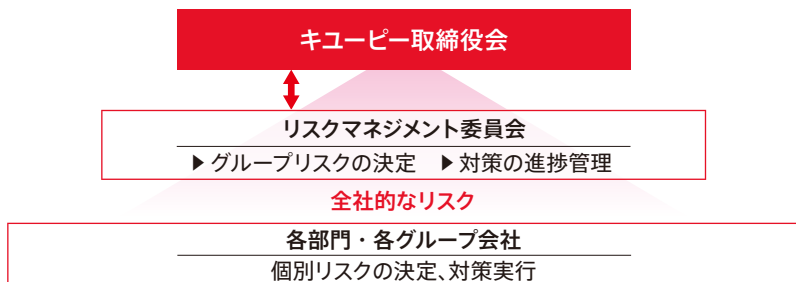 キユーピー取締役会
リスクマネジメント委員会
▶グループリスクの決定 ▶対策の進捗管理
全社的なリスク
各部門・各グループ会社
個別リスクの決定、対策実行